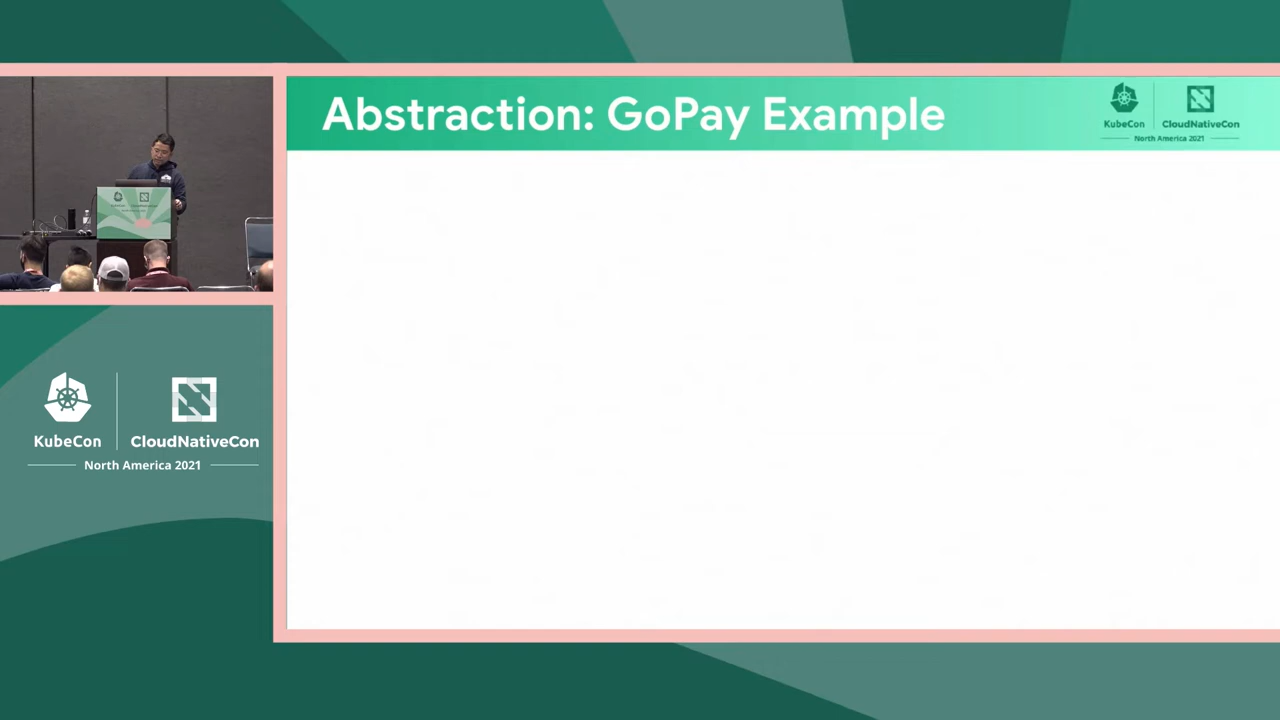 Abstraction: GoPay Example
KubeCon
CloudNativeCon
North America 2021
KubeCon
CloudNativeCon
North America 2021